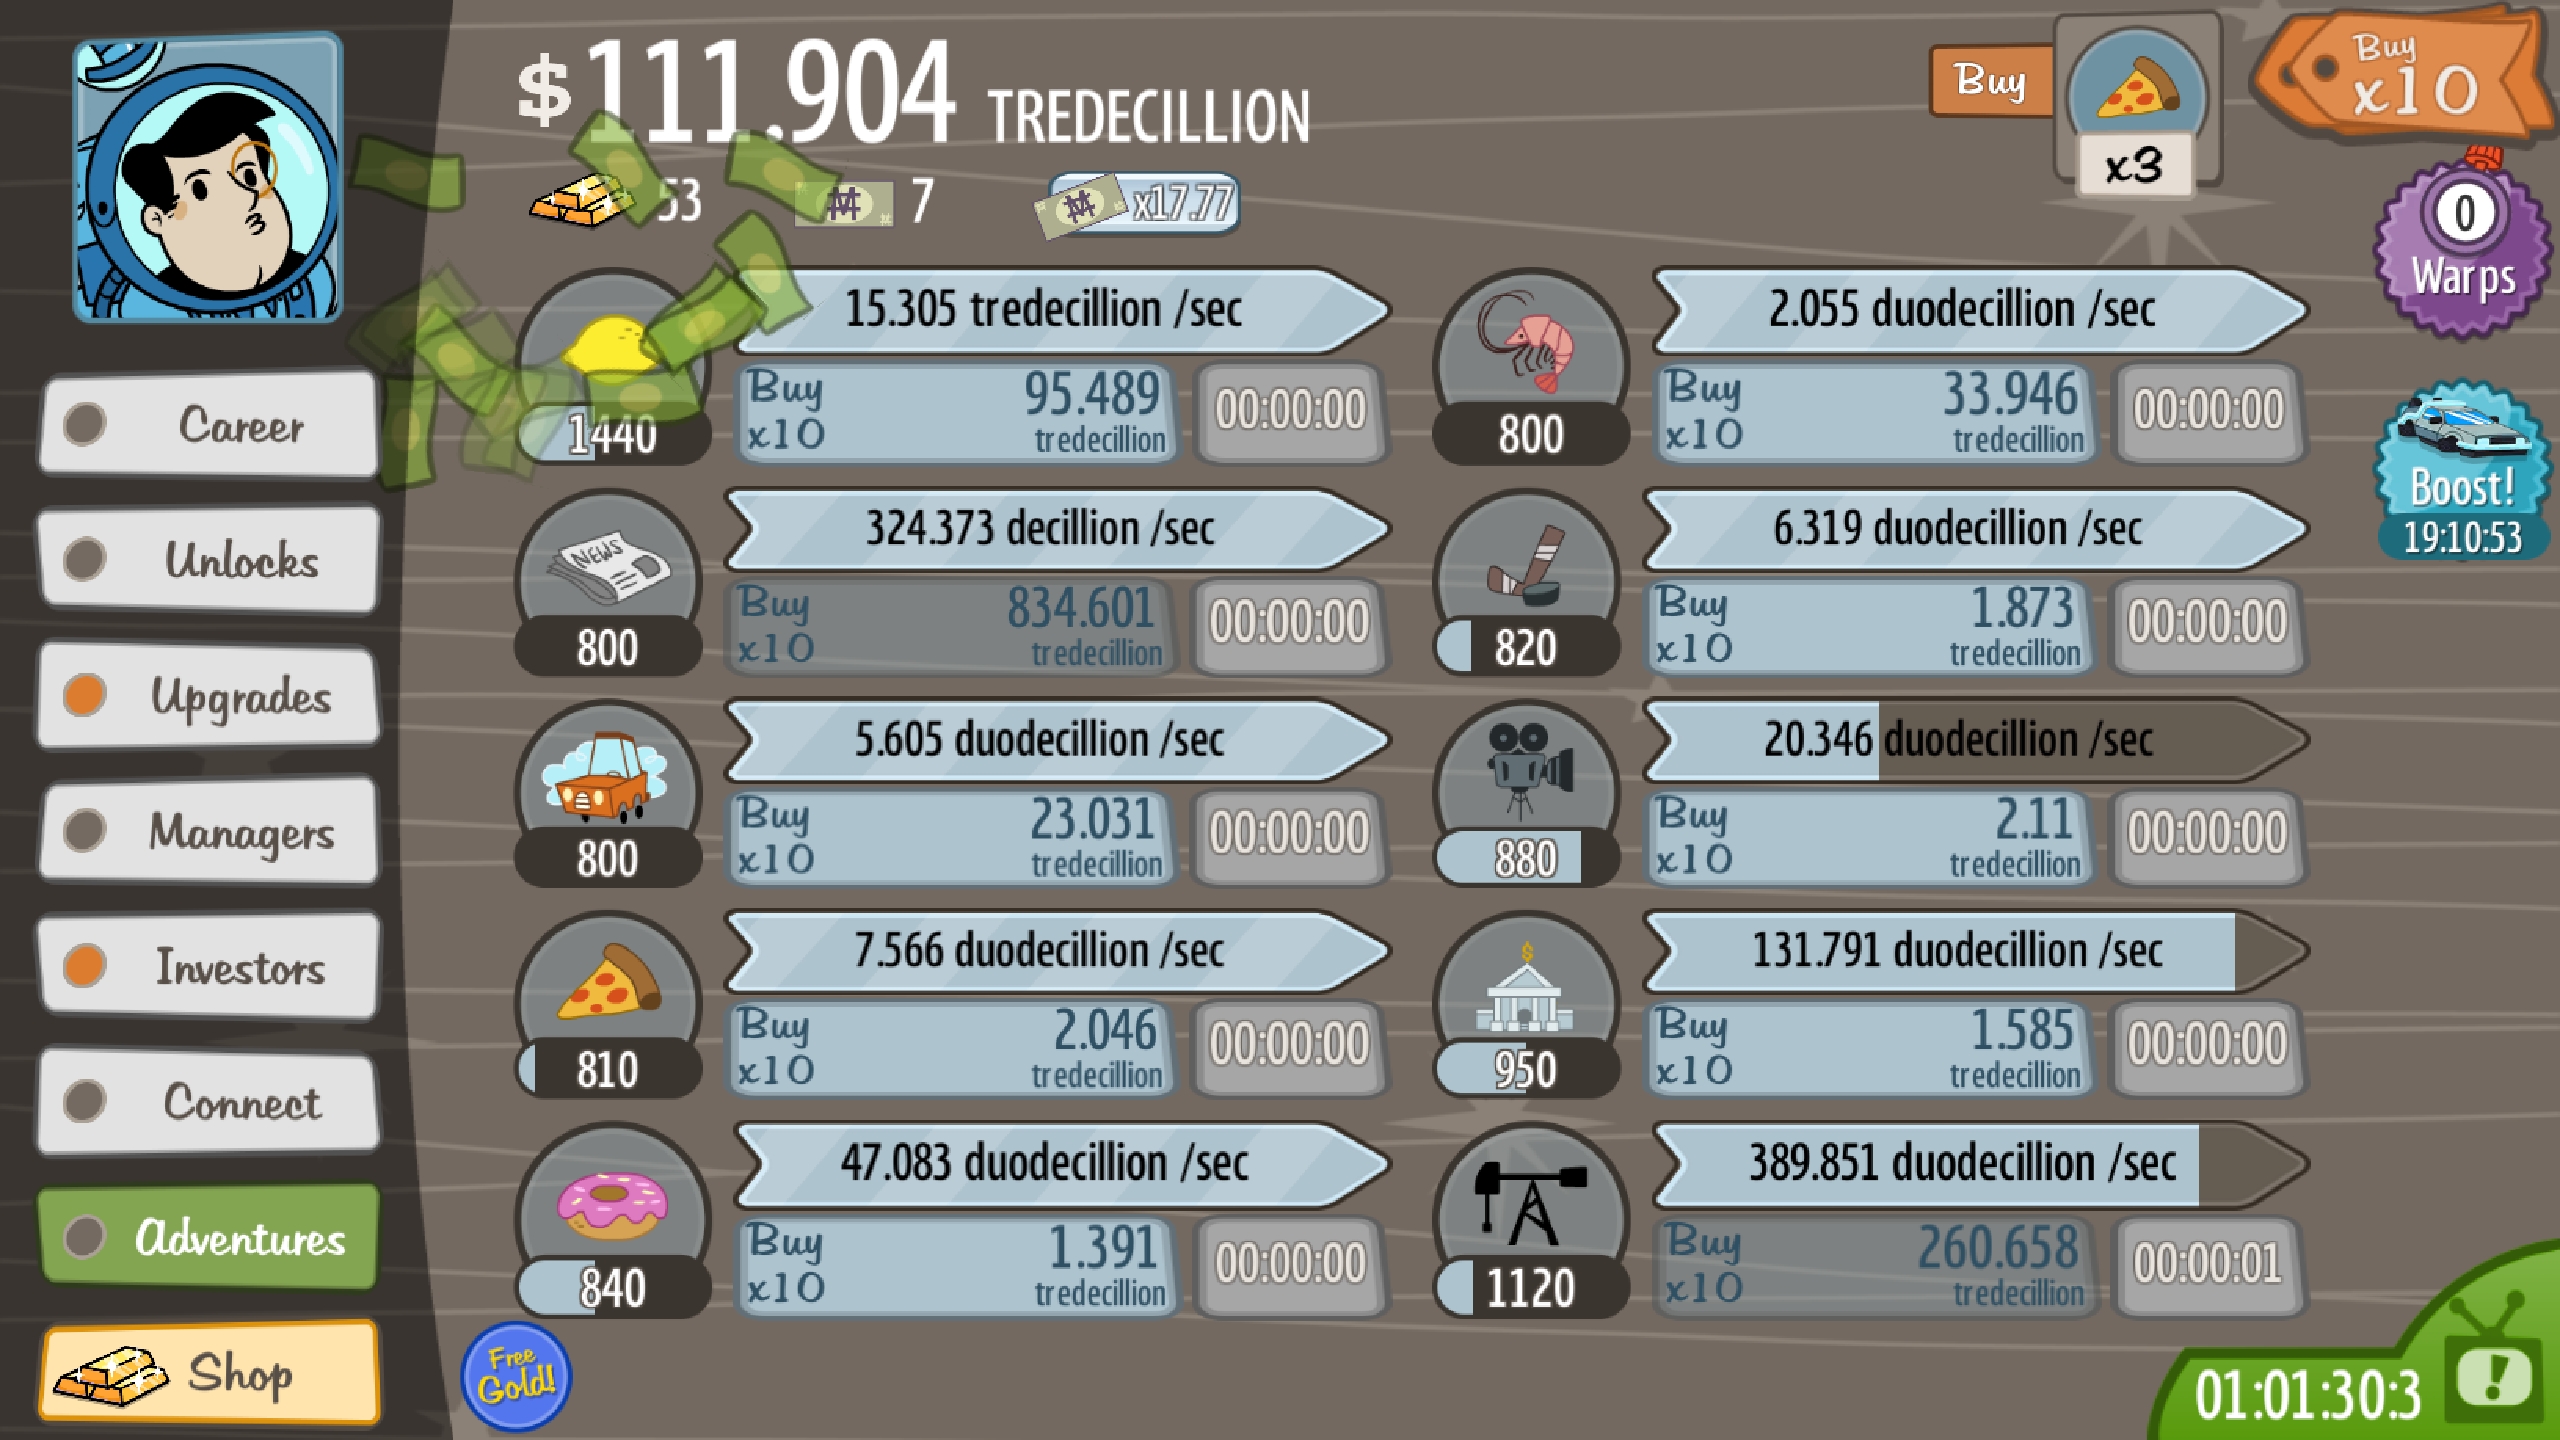 $111.904 TREDECILLION
53
7
x17.77
Buy
x3
Buy
x10
0
Warps
Boost!
19:10:53
Career
Unlocks
Upgrades
Managers
Investors
Connect
Adventures
Shop
15.305 tredecillion /sec
1440
Buy
x10
95.489
tredecillion
00:00:00
2.055 duodecillion /sec
800
Buy
x10
33.946
tredecillion
00:00:00
NEWS
324.373 decillion /sec
800
Buy
x10
834.601
tredecillion
00:00:00
6.319 duodecillion /sec
820
Buy
x10
1.873
tredecillion
00:00:00
5.605 duodecillion /sec
800
Buy
x10
23.031
tredecillion
00:00:00
20.346 duodecillion /sec
880
Buy
x10
2.11
tredecillion
00:00:00
7.566 duodecillion /sec
810
Buy
x10
2.046
tredecillion
00:00:00
131.791 duodecillion /sec
950
Buy
x10
1.585
tredecillion
00:00:00
47.083 duodecillion /sec
840
Buy
x10
1.391
tredecillion
00:00:00
389.851 duodecillion /sec
1120
Buy
x10
260.658
tredecillion
00:00:01
Free
Gold!
01:01:30:3